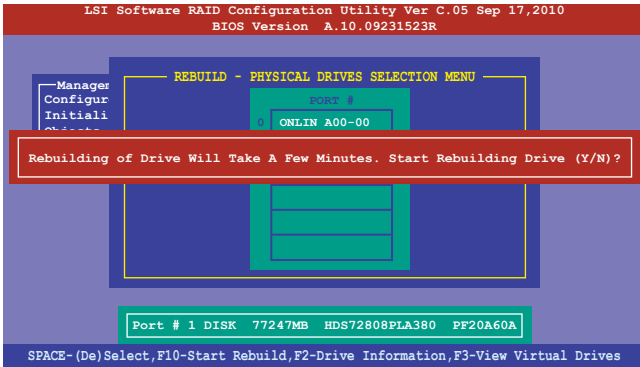 LSI Software RAID Configuration Utility Ver C.05 Sep 17,2010
BIOS Version A.10.09231523R
REBUILD - PHYSICAL DRIVES SELECTION MENU
Managem
Configur
PORT #
Initiali
0 ONLIN A00-00
Rebuilding of Drive Will Take A Few Minutes. Start Rebuilding Drive (Y/N)?
Port # 1 DISK 77247MB HDS72808PLA380 PF20A60A
SPACE-(De)Select,F10-Start Rebuild,F2-Drive Information,F3-View Virtual Drives